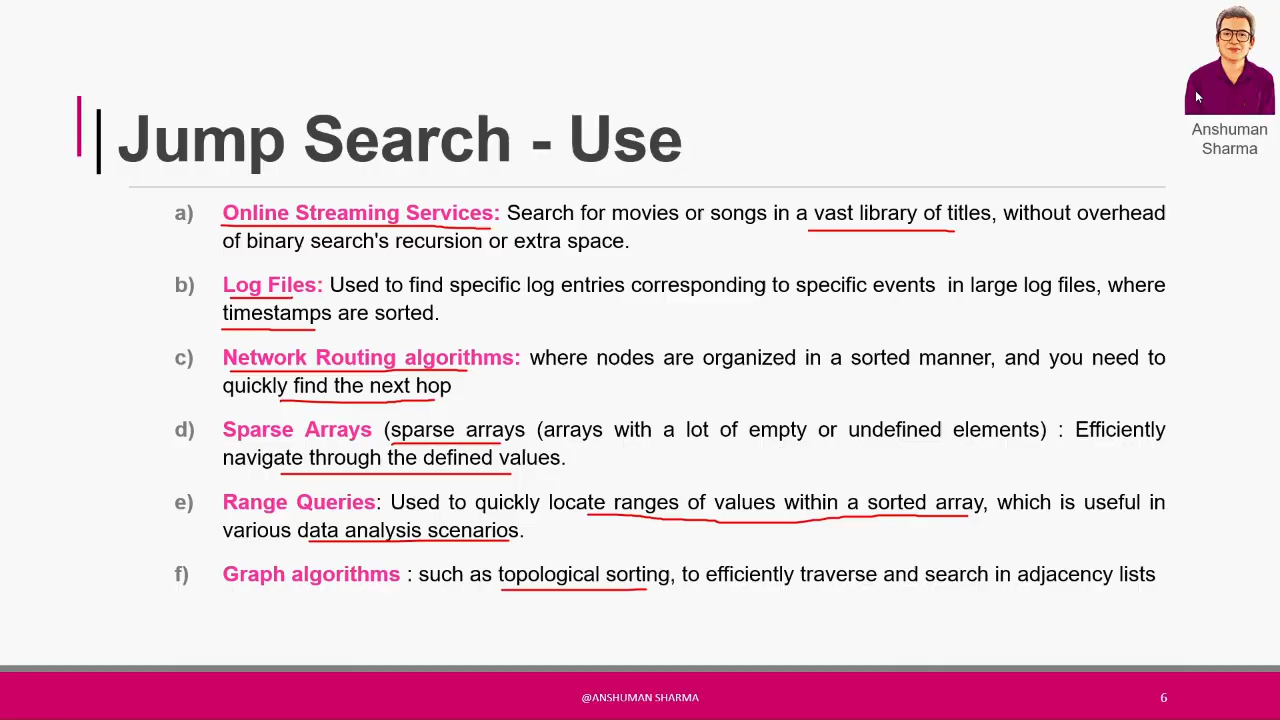 Anshuman
Sharma
Jump Search - Use
a) Online Streaming Services: Search for movies or songs in a vast library of titles, without overhead
of binary search's recursion or extra space.
b) Log Files: Used to find specific log entries corresponding to specific events in large log files, where
timestamps are sorted.
c) Network Routing algorithms: where nodes are organized in a sorted manner, and you need to
quickly find the next hop
d) Sparse Arrays (sparse arrays (arrays with a lot of empty or undefined elements) : Efficiently
navigate through the defined values.
e) Range Queries: Used to quickly locate ranges of values within a sorted array, which is useful in
various data analysis scenarios.
f) Graph algorithms : such as topological sorting, to efficiently traverse and search in adjacency lists
@ANSHUMAN SHARMA
6